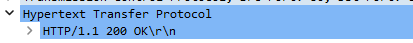 Hypertext Transfer Protocol
HTTP/1.1 200 OK\r\n